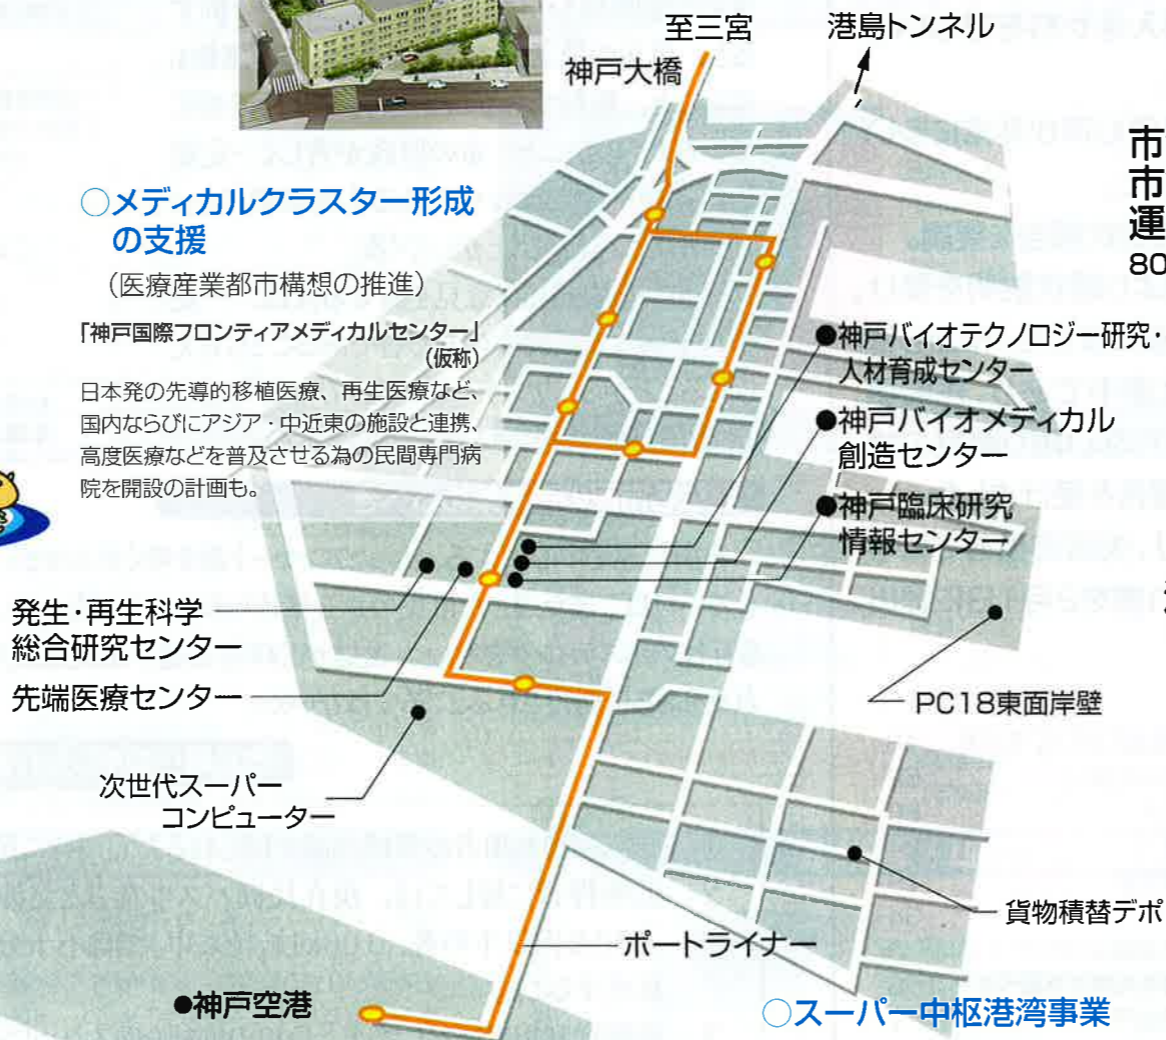 至三宮
港島トンネル
神戸大橋
市
市
運
80
○メディカルクラスター形成
の支援
(医療産業都市構想の推進)
「神戸国際フロンティアメディカルセンター」
(仮称)
日本発の先導的移植医療、再生医療など、
国内ならびにアジア・中近東の施設と連携、
高度医療などを普及させる為の民間専門病
院を開設の計画も。
●神戸バイオテクノロジー研究・
人材育成センター
●神戸バイオメディカル
創造センター
●神戸臨床研究
情報センター
発生・再生科学
総合研究センター
先端医療センター
PC18東面岸壁
次世代スーパー
コンピューター
貨物積替デポ
ポートライナー
●神戸空港
○スーパー中枢港湾事業